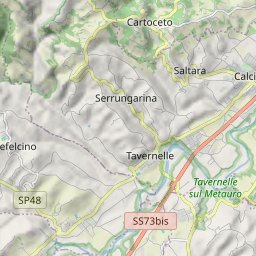 Cartoceto
Saltara
Calci
Serrungarina
efelcino
Tavernelle
Tavernelle
sul Metauro
SP48
SS73bis